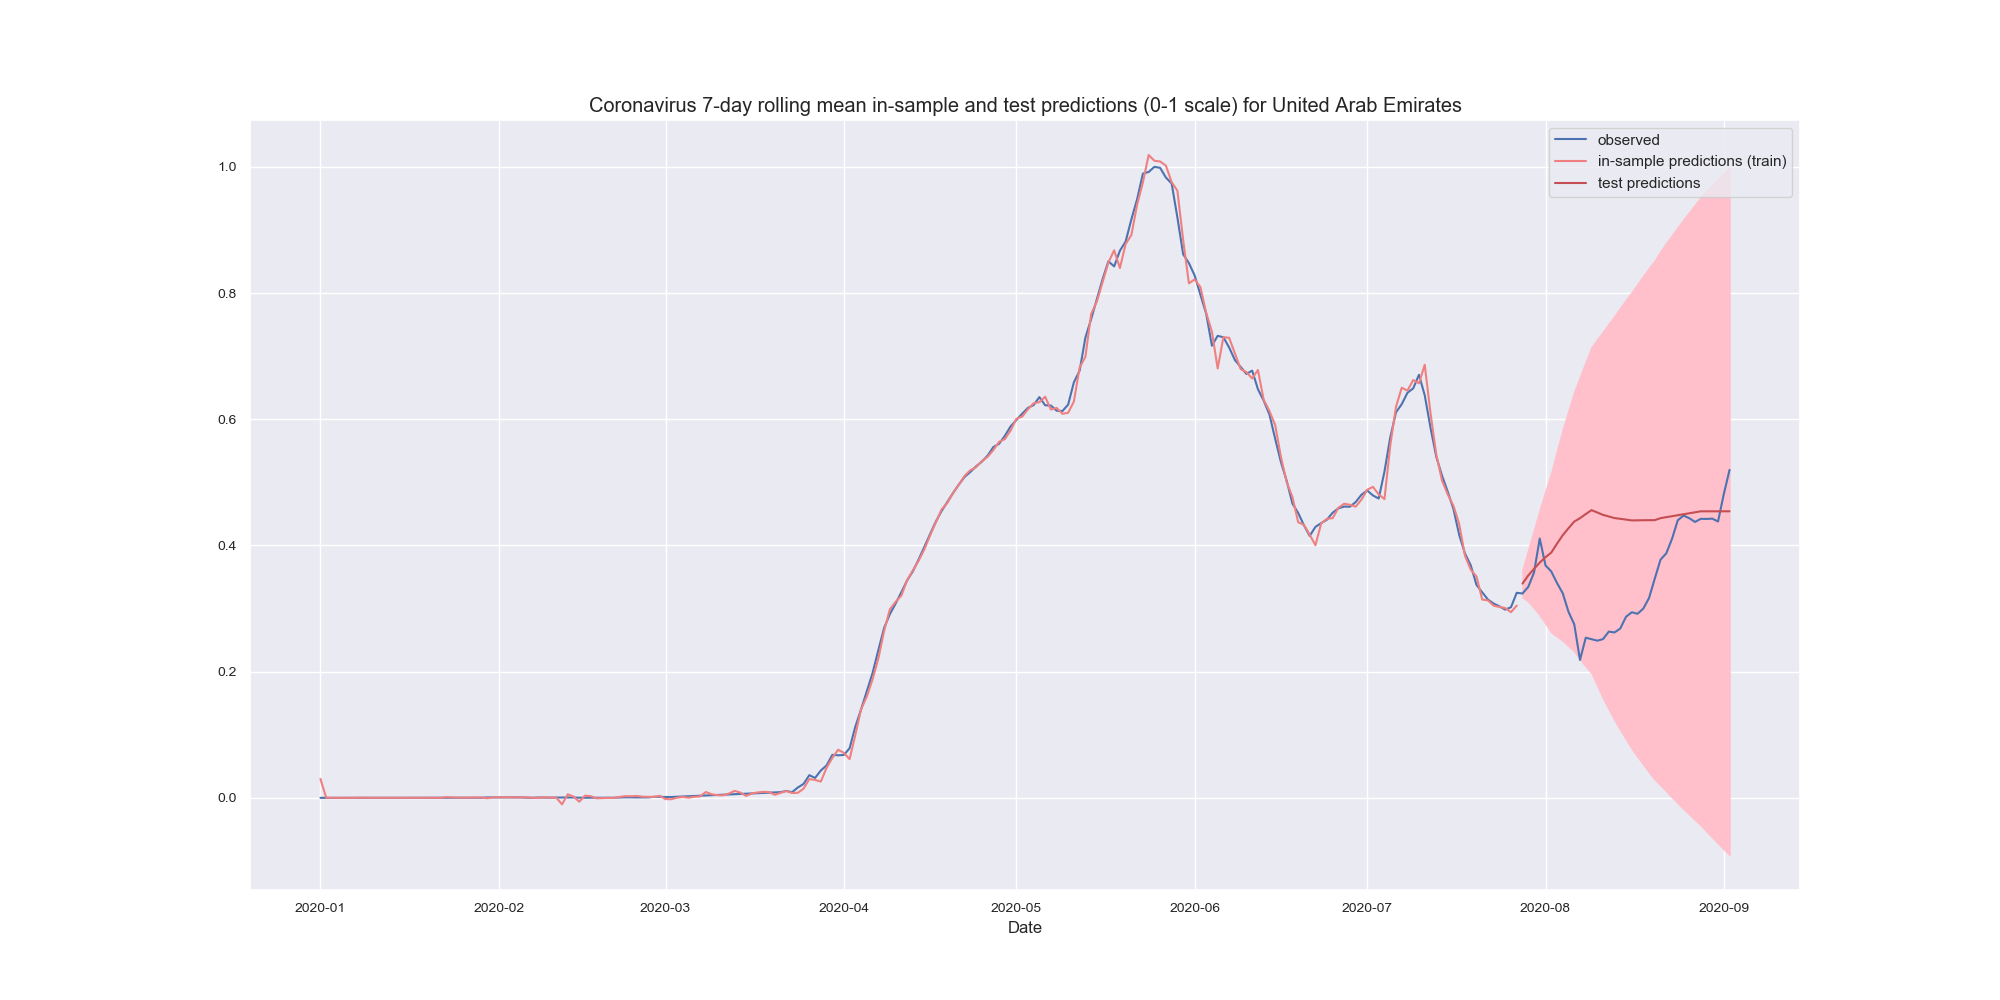 Coronavirus 7-day rolling mean in-sample and test predictions (0-1 scale) for United Arab Emirates
observed
in-sample predictions (train)
test predictions
1.0
0.8
0.6
0.4
0.2
0.0
2020-01 2020-02 2020-03 2020-04 2020-05 2020-06 2020-07 2020-08 2020-09
Date